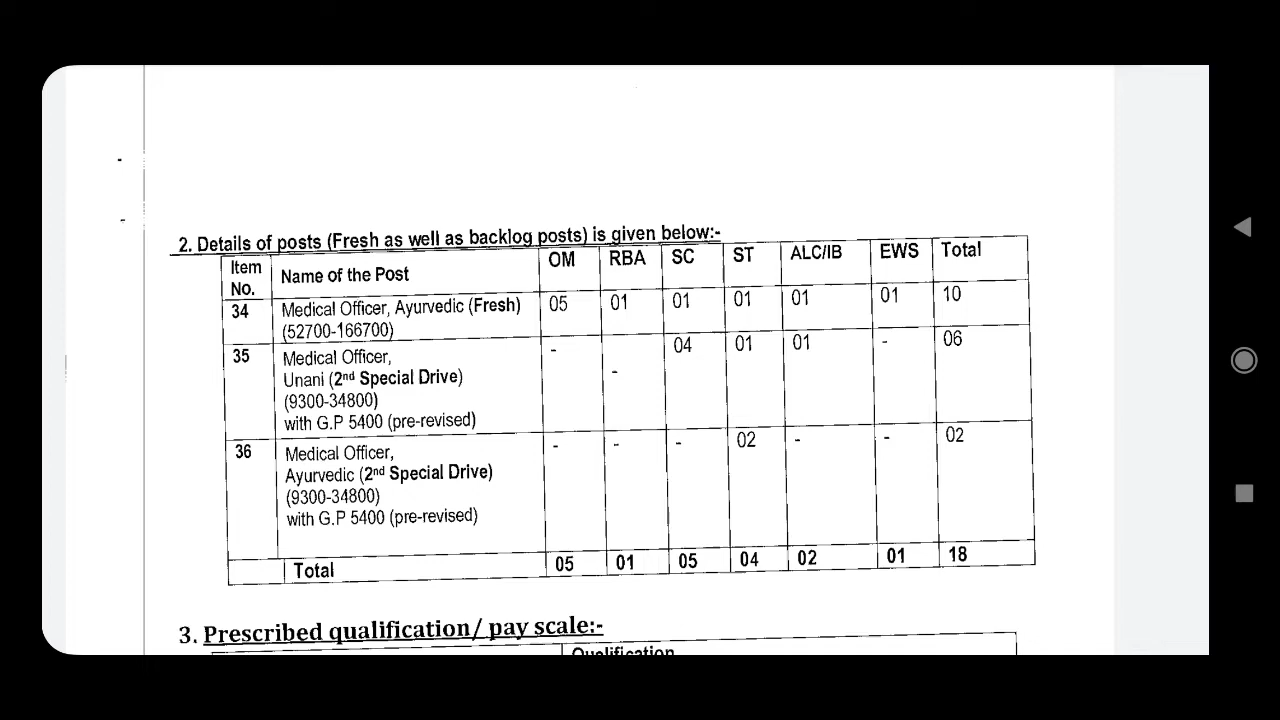 2. Details of posts (Fresh as well as backlog posts) is given below:-
Item No. Name of the Post OM RBA SC ST ALC/IB EWS Total
34 Medical Officer, Ayurvedic (Fresh) 05 01 01 01 01 01 10
(52700-166700)
35 Medical Officer, - - 04 01 01 - 06
Unani (2nd Special Drive)
(9300-34800)
with G.P 5400 (pre-revised)
36 Medical Officer, - - - 02 - - 02
Ayurvedic (2nd Special Drive)
(9300-34800)
with G.P 5400 (pre-revised)
Total 05 01 05 04 02 01 18
3. Prescribed qualification/ pay scale:-
Qualification